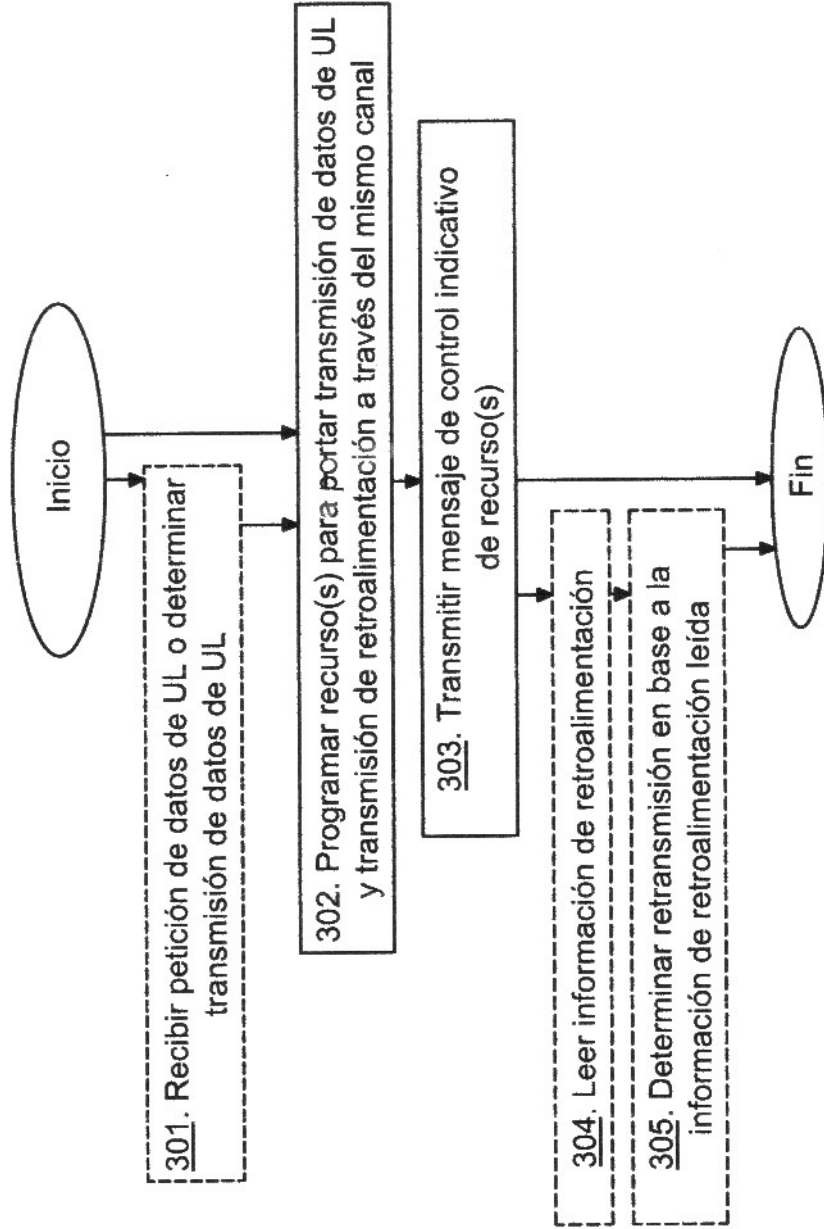 Inicio
301. Recibir petición de datos de UL o determinar
transmisión de datos de UL
302. Programar recurso(s) para portar transmisión de datos de UL
y transmisión de retroalimentación a través del mismo canal
303. Transmitir mensaje de control indicativo
de recurso(s)
304. Leer información de retroalimentación
305. Determinar retransmisión en base a la
información de retroalimentación leída
Fin